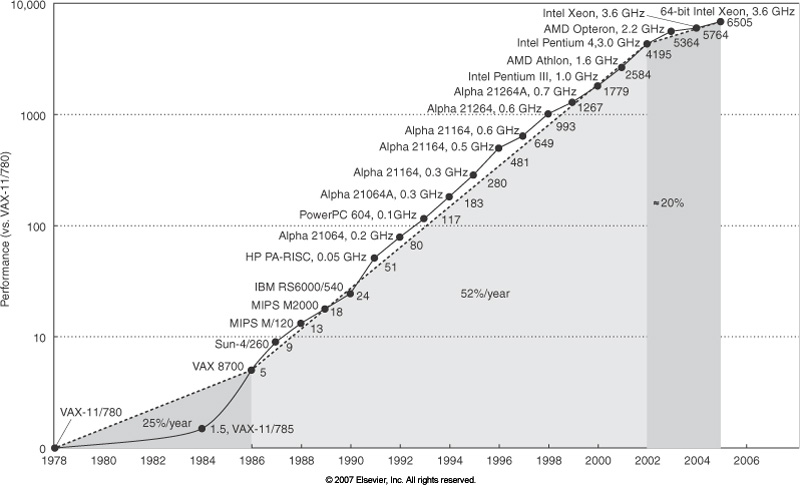 10,000
1000
100
10
0
Performance (vs. VAX-11/780)
64-bit Intel Xeon, 3.6 GHz
6505
Intel Xeon, 3.6 GHz
5764
AMD Opteron, 2.2 GHz
5364
Intel Pentium 4,3.0 GHz
4195
AMD Athlon, 1.6 GHz
2584
Intel Pentium III, 1.0 GHz
1779
Alpha 21264A, 0.7 GHz
1267
Alpha 21264, 0.6 GHz
993
Alpha 21164, 0.6 GHz
649
Alpha 21164, 0.5 GHz
481
Alpha 21164, 0.3 GHz
280
Alpha 21064A, 0.3 GHz
183
PowerPC 604, 0.1GHz
117
Alpha 21064, 0.2 GHz
80
HP PA-RISC, 0.05 GHz
51
IBM RS6000/540
24
MIPS M2000
18
MIPS M/120
13
Sun-4/260
9
VAX 8700
5
1.5, VAX-11/785
VAX-11/780
25%/year
52%/year
≈20%
1978 1980 1982 1984 1986 1988 1990 1992 1994 1996 1998 2000 2002 2004 2006
© 2007 Elsevier, Inc. All rights reserved.